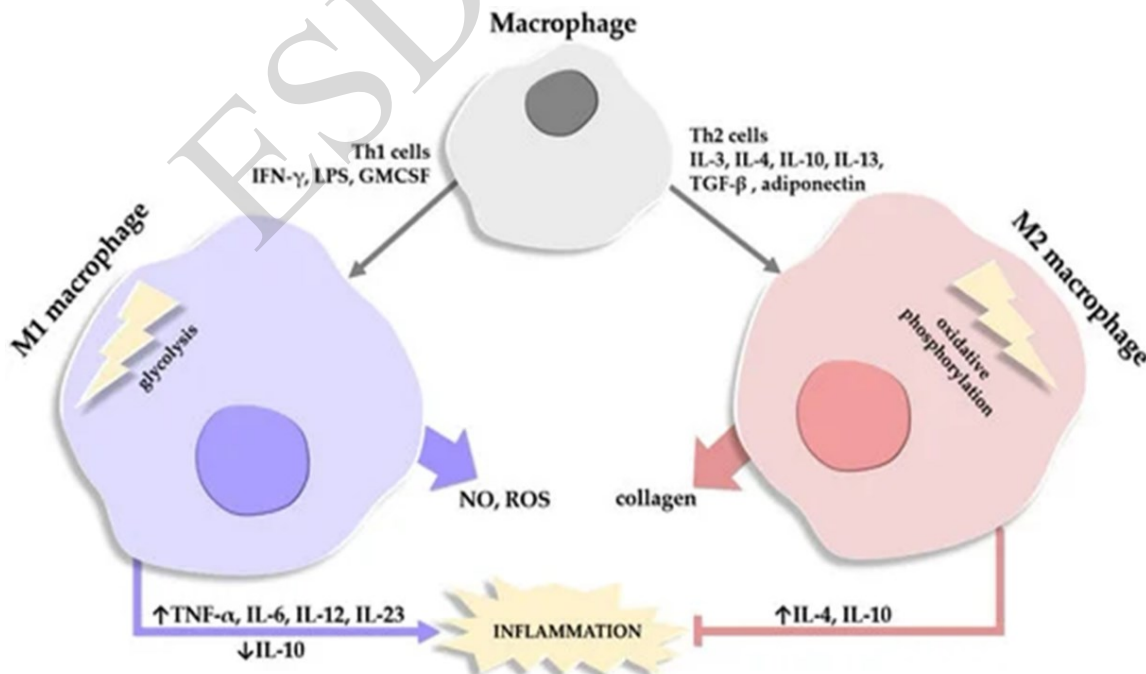 ESD
Macrophage
Th1 cells
IFN-γ, LPS, GMCSF
Th2 cells
IL-3, IL-4, IL-10, IL-13,
TGF-β , adiponectin
M1 macrophage
M2 macrophage
glycolysis
oxidative
phosphorylation
NO, ROS
collagen
↑TNF-α, IL-6, IL-12, IL-23
↓IL-10
INFLAMMATION
↑IL-4, IL-10